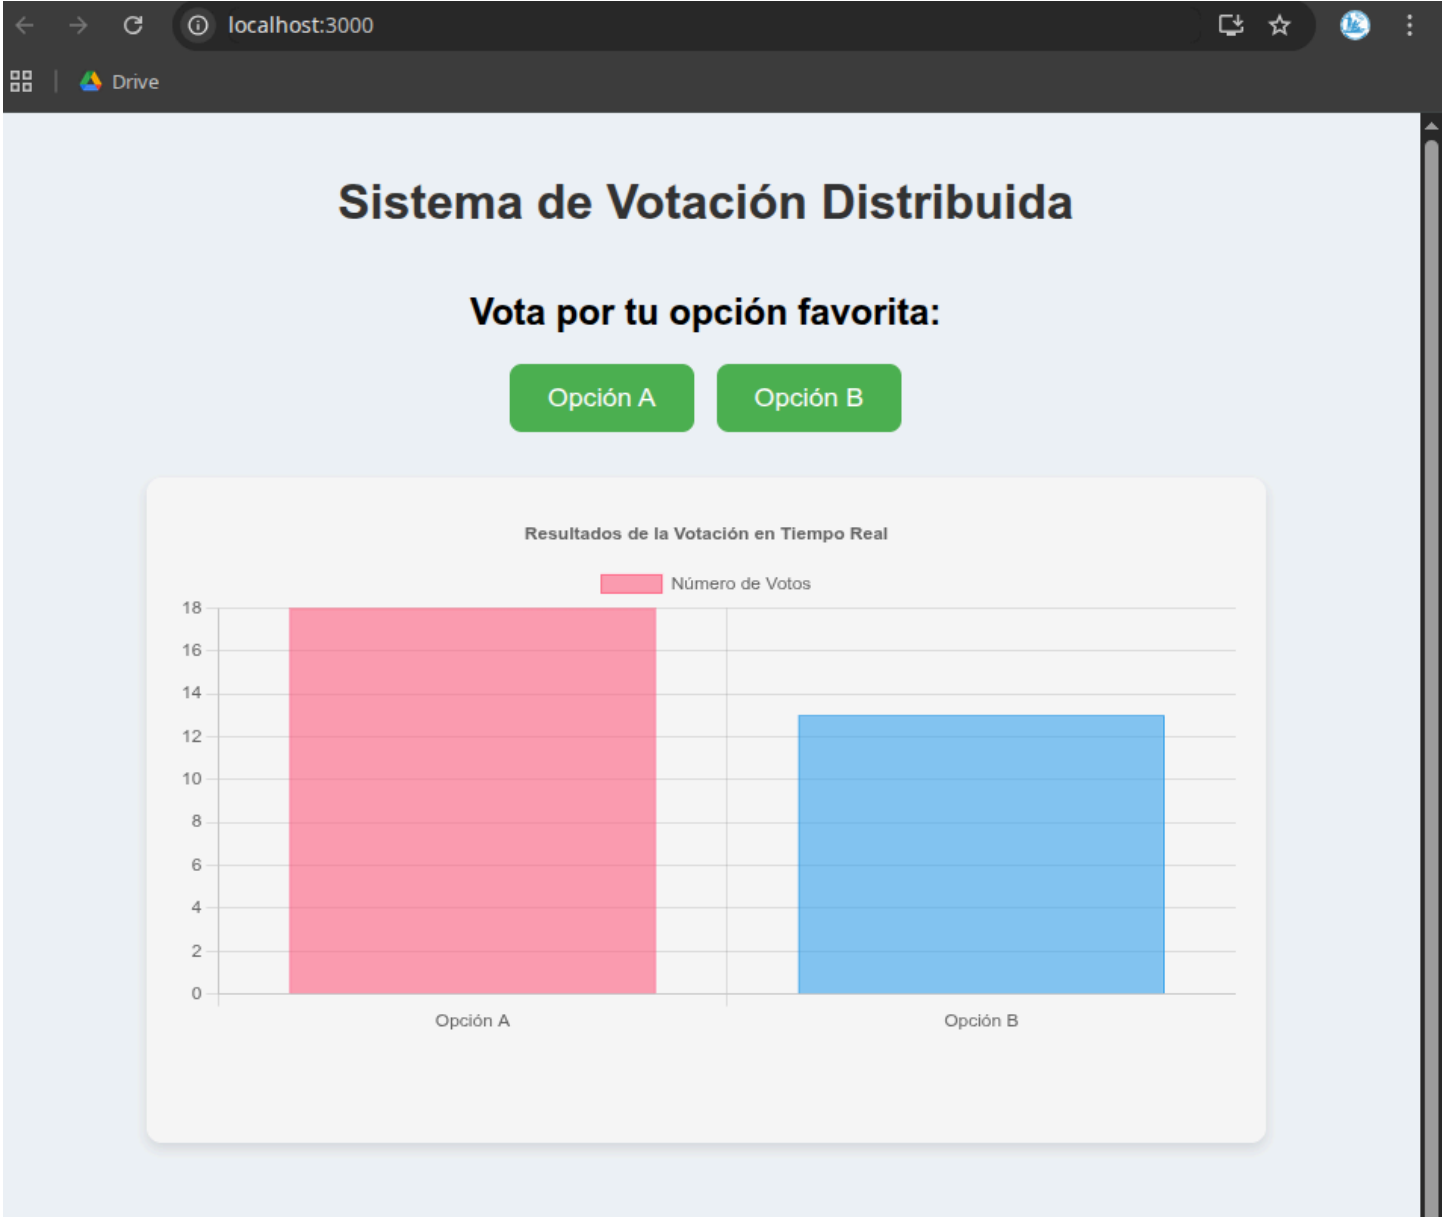 localhost:3000
Drive
Sistema de Votación Distribuida
Vota por tu opción favorita:
Opción A Opción B
Resultados de la Votación en Tiempo Real
Número de Votos
18
16
14
12
10
8
6
4
2
0
Opción A Opción B